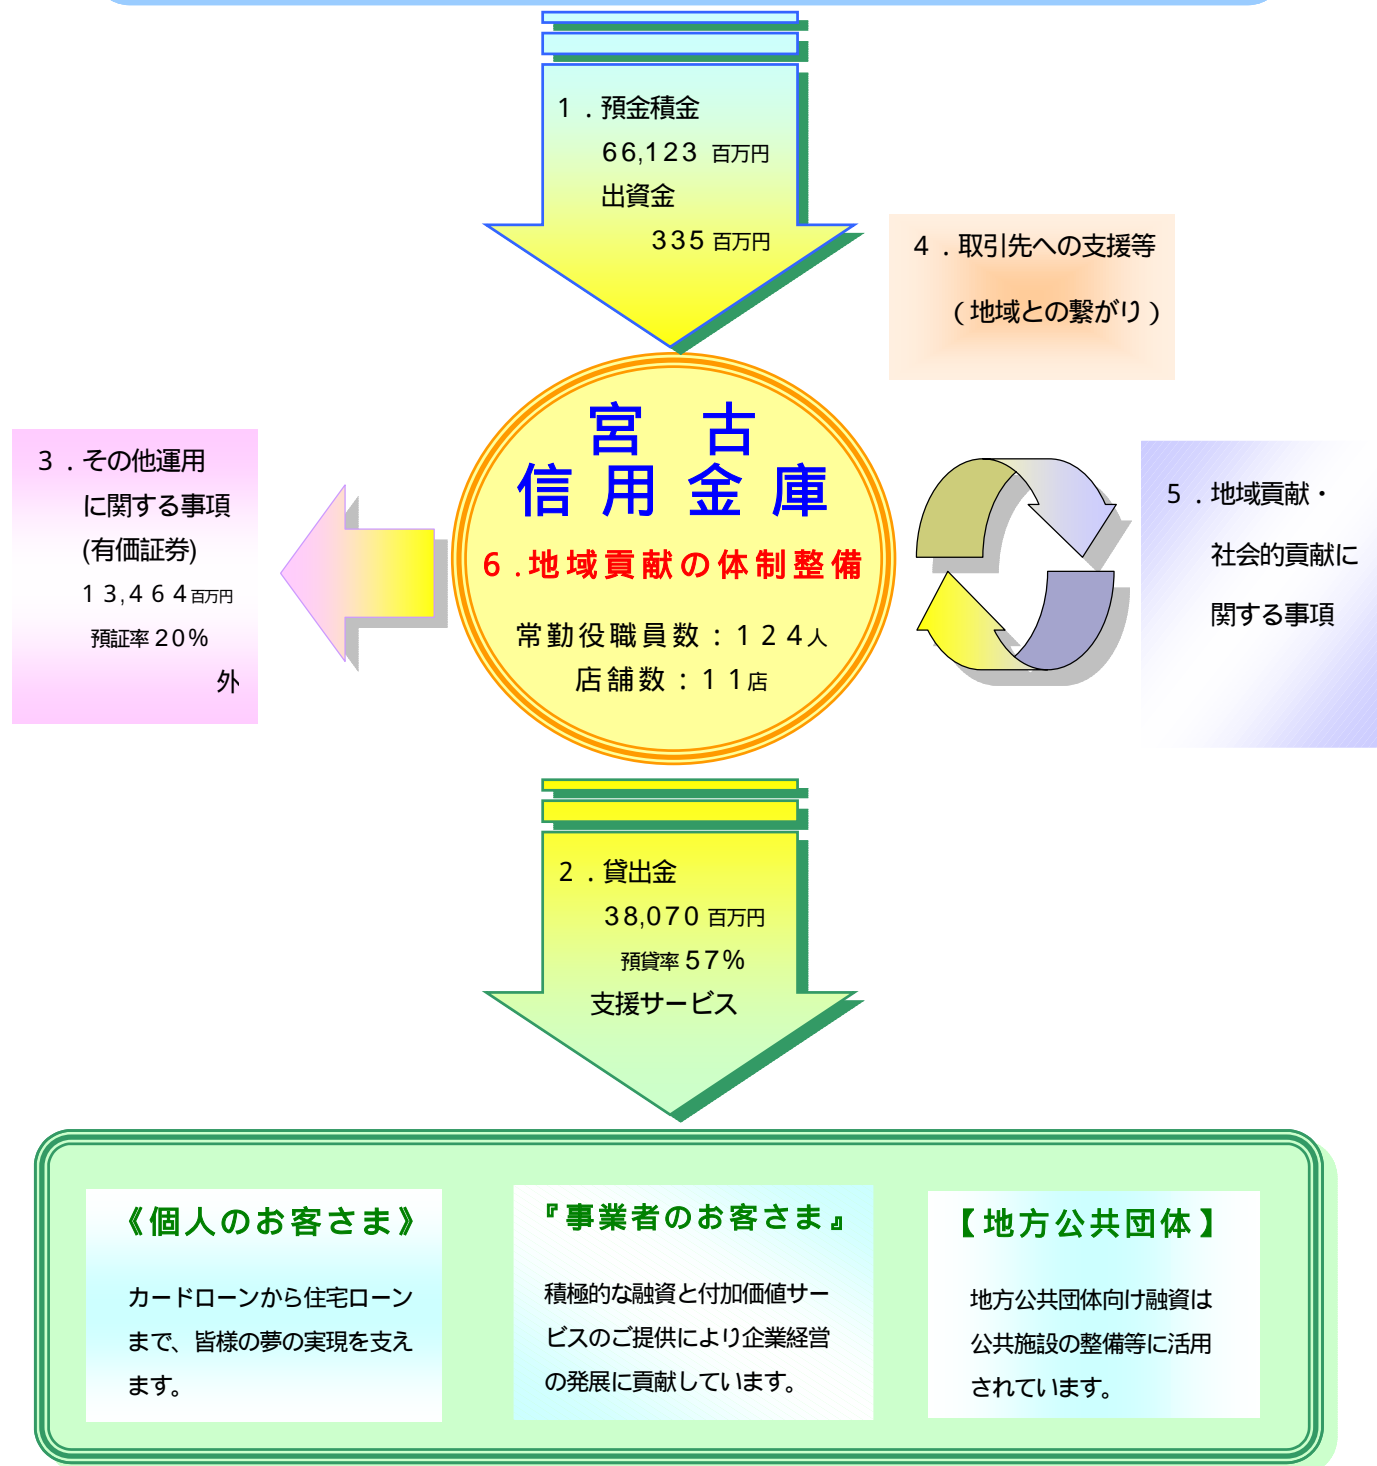 1．預金積金
66,123 百万円
出資金
335 百万円
4．取引先への支援等
（地域との繋がり）
宮 古
信 用 金 庫
6.地域貢献の体制整備
常勤役職員数：124人
店舗数：11店
3．その他運用
に関する事項
(有価証券)
13,464百万円
預証率20%
外
5．地域貢献・
社会的貢献に
関する事項
2．貸出金
38,070 百万円
預貸率57%
支援サービス
《個人のお客さま》
カードローンから住宅ローン
まで、皆様の夢の実現を支え
ます。
『事業者のお客さま』
積極的な融資と付加価値サー
ビスのご提供により企業経営
の発展に貢献しています。
【地方公共団体】
地方公共団体向け融資は
公共施設の整備等に活用
されています。